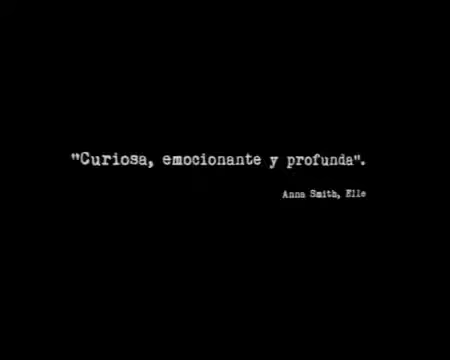 "Curiosa, emocionante y profunda".
Anna Smith, Elle